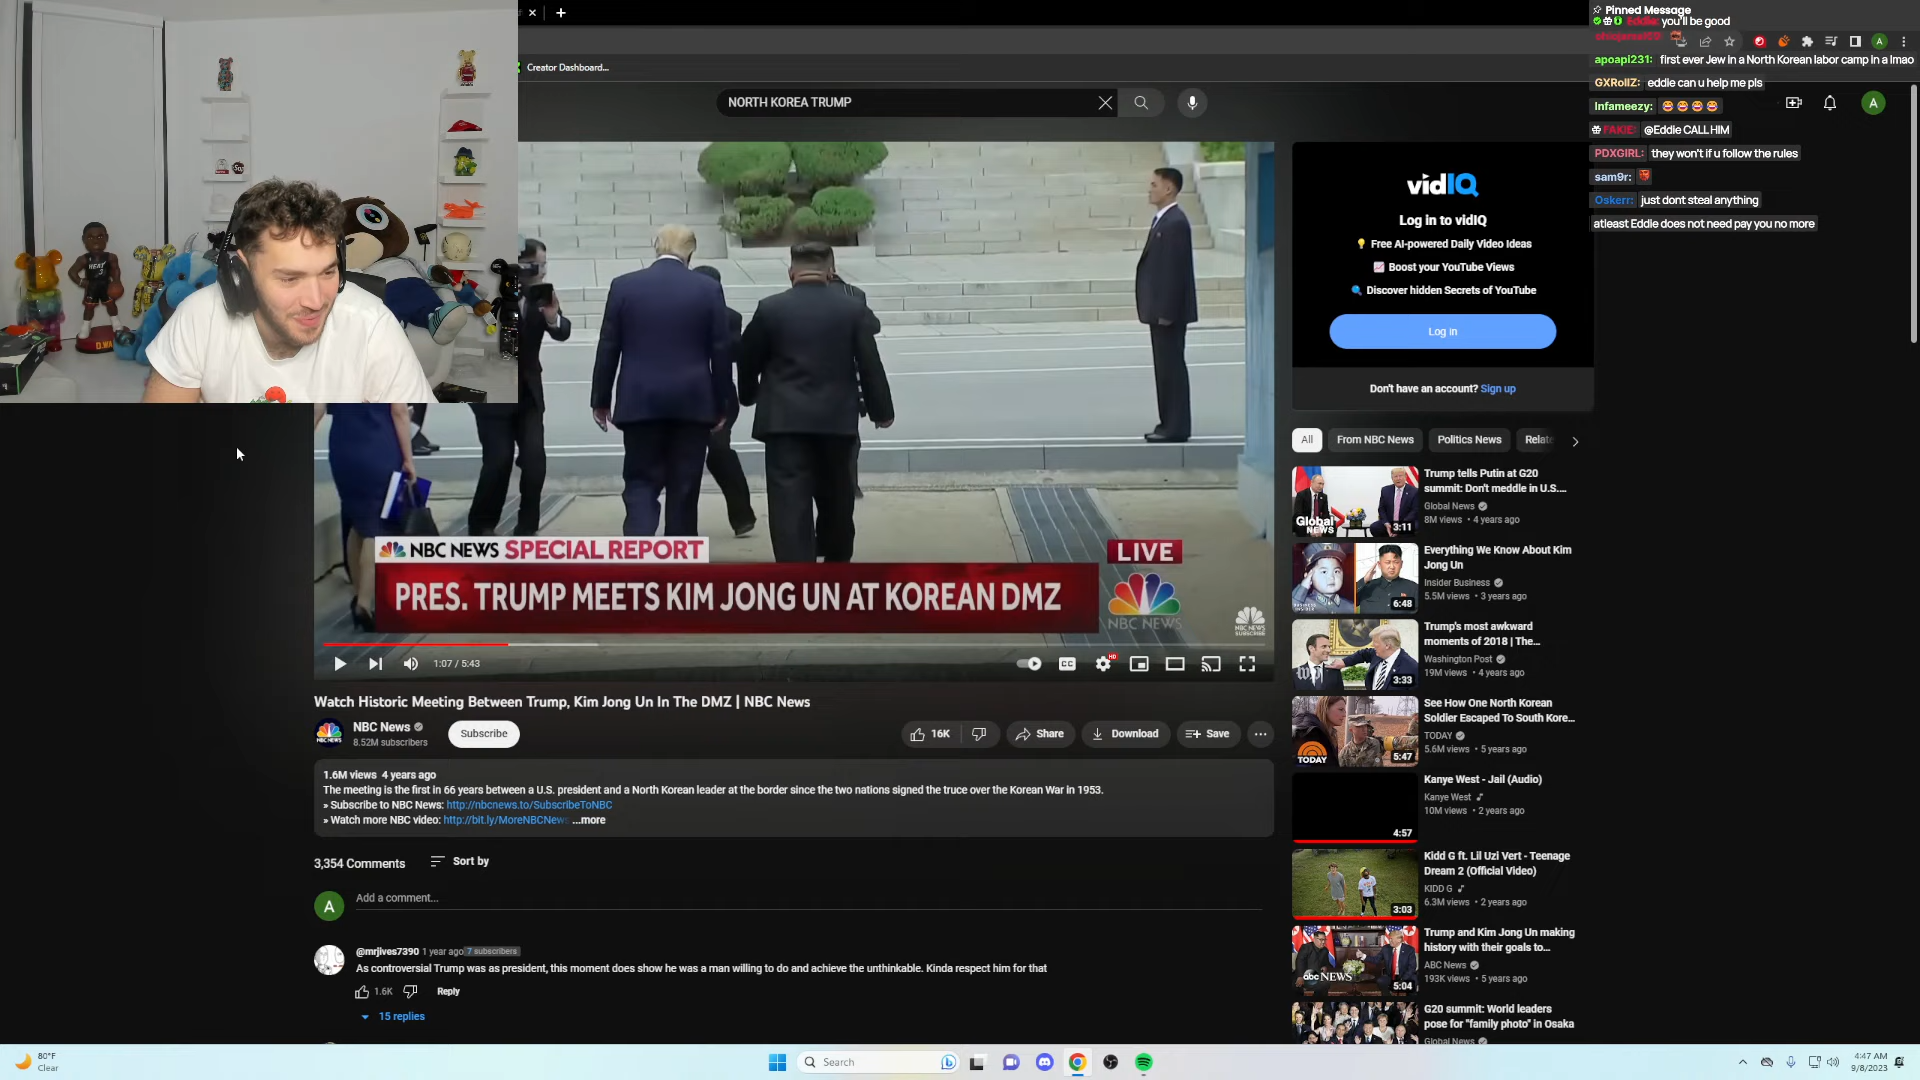 Creator Dashboard...
NORTH KOREA TRUMP
Pinned Message
Eddie: you'll be good
apoapi231: first ever Jew in a North Korean labor camp in a lmao
GXRollZ: eddie can u help me pls
Infameezy:
FAKIE: @Eddie CALL HIM
PDXGIRL: they won't if u follow the rules
sam9r:
Oskerr: just dont steal anything
atleast Eddie does not need pay you no more
A
A
HEAT
3
D.WA
NBC NEWS SPECIAL REPORT
LIVE
PRES. TRUMP MEETS KIM JONG UN AT KOREAN DMZ
NBC NEWS
NBC NEWS
SUBSCRIBE
1:07 / 5:43
CC
HD
Watch Historic Meeting Between Trump, Kim Jong Un In The DMZ | NBC News
NBC NEWS
NBC News
8.52M subscribers
Subscribe
16K
Share
Download
Save
1.6M views 4 years ago
The meeting is the first in 66 years between a U.S. president and a North Korean leader at the border since the two nations signed the truce over the Korean War in 1953.
» Subscribe to NBC News: http://nbcnews.to/SubscribeToNBC
» Watch more NBC video: http://bit.ly/MoreNBCNews ...more
3,354 Comments
Sort by
A
Add a comment...
@mrjives7390 1 year ago 7 subscribers
As controversial Trump was as president, this moment does show he was a man willing to do and achieve the unthinkable. Kinda respect him for that
1.6K
Reply
15 replies
vidIQ
Log in to vidIQ
Free AI-powered Daily Video Ideas
Boost your YouTube Views
Discover hidden Secrets of YouTube
Log in
Don't have an account? Sign up
All
From NBC News
Politics News
Relate
Global NEWS
3:11
Trump tells Putin at G20
summit: Don't meddle in U.S....
Global News
8M views • 4 years ago
6:48
Everything We Know About Kim
Jong Un
Insider Business
5.5M views • 3 years ago
wp
3:33
Trump's most awkward
moments of 2018 | The...
Washington Post
19M views • 4 years ago
TODAY
5:47
See How One North Korean
Soldier Escaped To South Kore...
TODAY
5.6M views • 5 years ago
4:57
Kanye West - Jail (Audio)
Kanye West
10M views • 2 years ago
3:03
Kidd G ft. Lil Uzi Vert - Teenage
Dream 2 (Official Video)
KIDD G
6.3M views • 2 years ago
abc NEWS
5:04
Trump and Kim Jong Un making
history with their goals to...
ABC News
193K views • 5 years ago
G20 summit: World leaders
pose for "family photo" in Osaka
Global News
80°F
Clear
Search
4:47 AM
9/8/2023